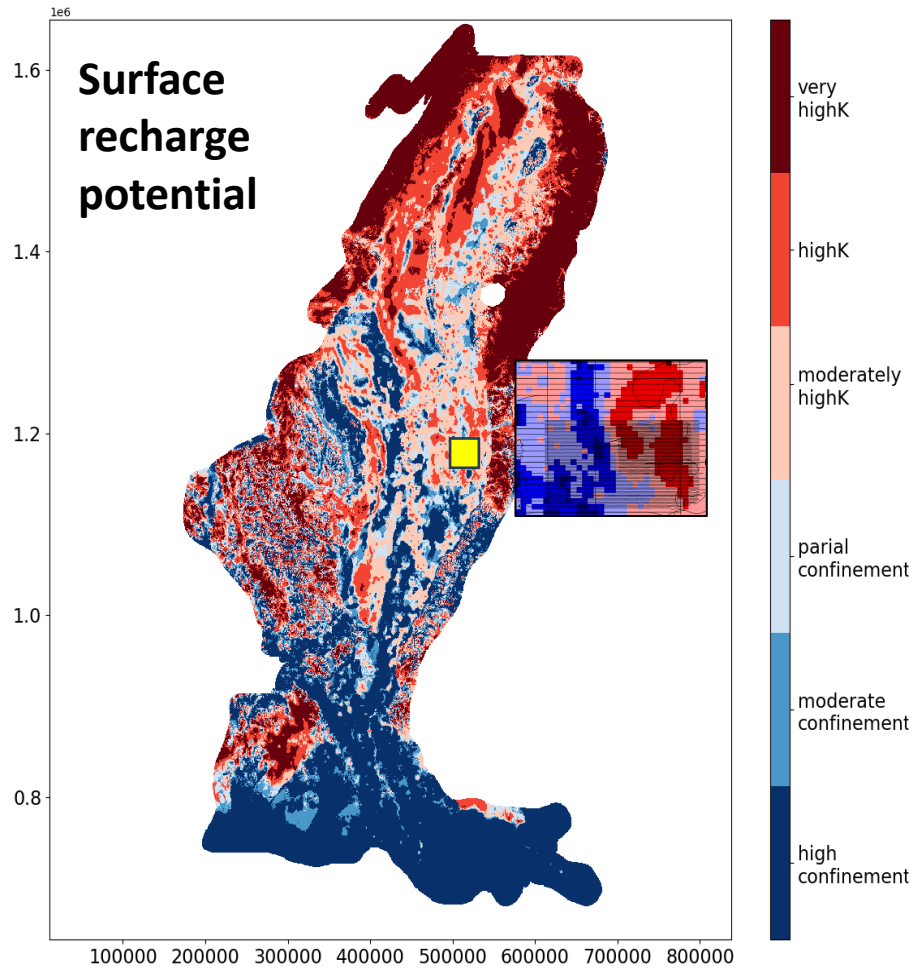 1e6
Surface
recharge
potential
1.6
1.4
1.2
1.0
0.8
100000 200000 300000 400000 500000 600000 700000 800000
very
highK
highK
moderately
highK
parial
confinement
moderate
confinement
high
confinement